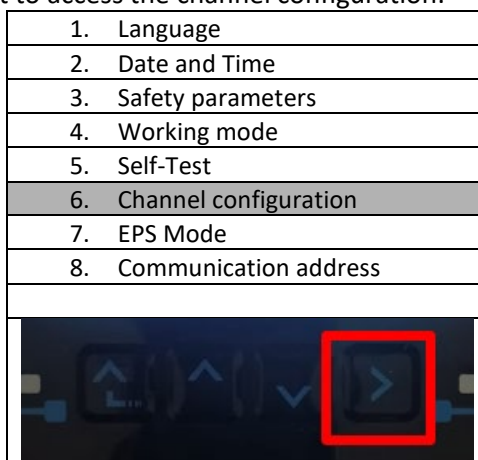 to access the channel configuration.
1. Language
2. Date and Time
3. Safety parameters
4. Working mode
5. Self-Test
6. Channel configuration
7. EPS Mode
8. Communication address